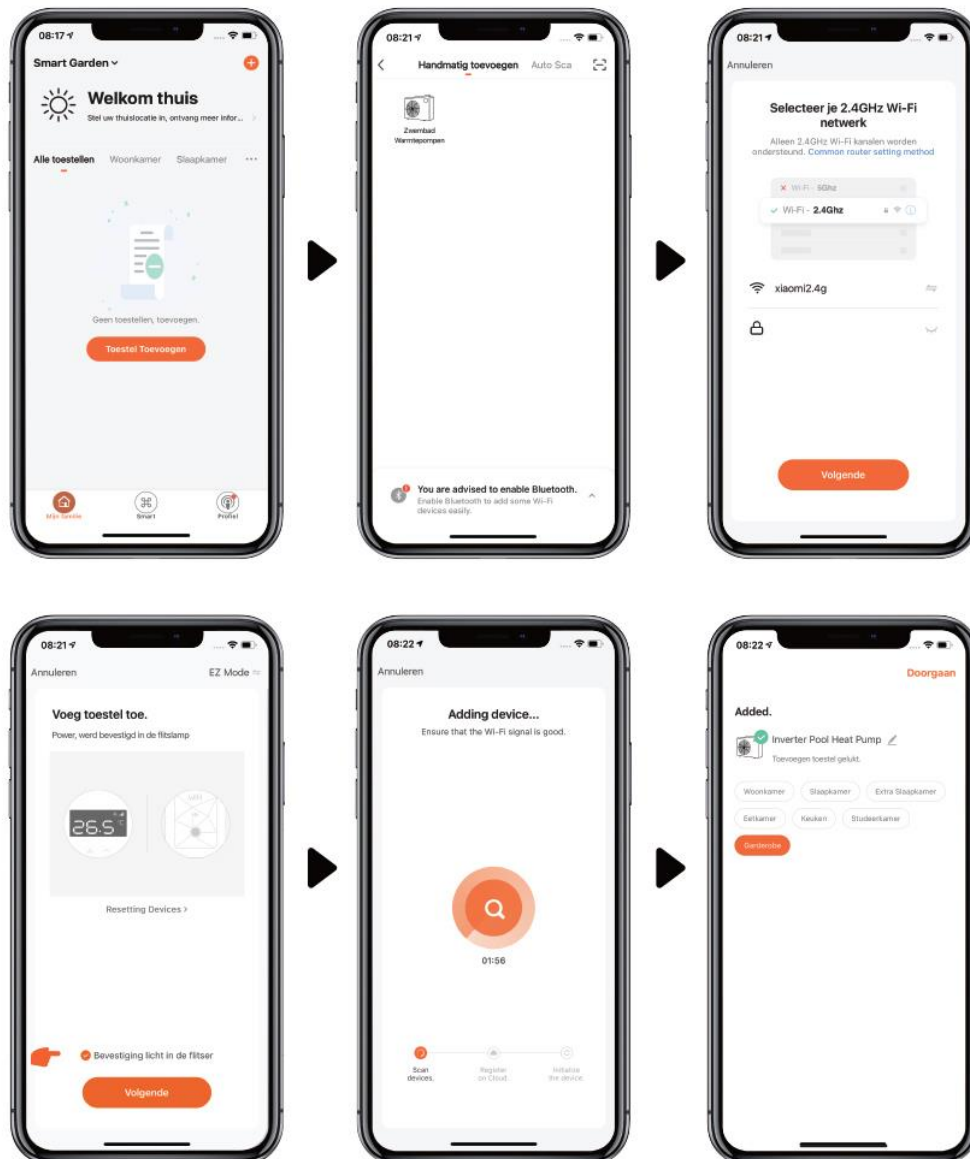 08:17
Smart Garden
Welkom thuis
Stel uw thuislocatie in, ontvang meer infor...
Alle toestellen Woonkamer Slaapkamer ...
Geen toestellen, toevoegen.
Toestel Toevoegen
Mijn familie Smart Profiel
08:21
Handmatig toevoegen Auto Sca
Zwembad
Warmtepompen
You are advised to enable Bluetooth.
Enable Bluetooth to add some Wi-Fi
devices easily.
08:21
Annuleren
Selecteer je 2.4GHz Wi-Fi
netwerk
Alleen 2.4GHz Wi-Fi kanalen worden
ondersteund. Common router setting method
Wi-Fi - 5Ghz
Wi-Fi - 2.4Ghz
xiaomi2.4g
Volgende
08:21
Annuleren EZ Mode
Voeg toestel toe.
Power, werd bevestigd in de flitslamp
26.5 °C
WIFI
Resetting Devices >
Bevestiging licht in de flitser
Volgende
08:22
Annuleren
Adding device...
Ensure that the Wi-Fi signal is good.
01:56
Scan Register Initialize
devices. on Cloud. the device.
08:22
Doorgaan
Added.
Inverter Pool Heat Pump
Toevoegen toestel gelukt.
Woonkamer Slaapkamer Extra Slaapkamer
Eetkamer Keuken Studeerkamer
Garderobe